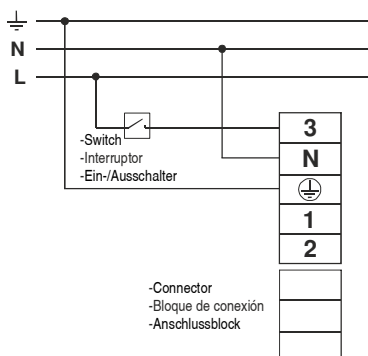 N
L
-Switch
-Interruptor
-Ein-/Ausschalter
3
N
1
2
-Connector
-Bloque de conexión
-Anschlussblock